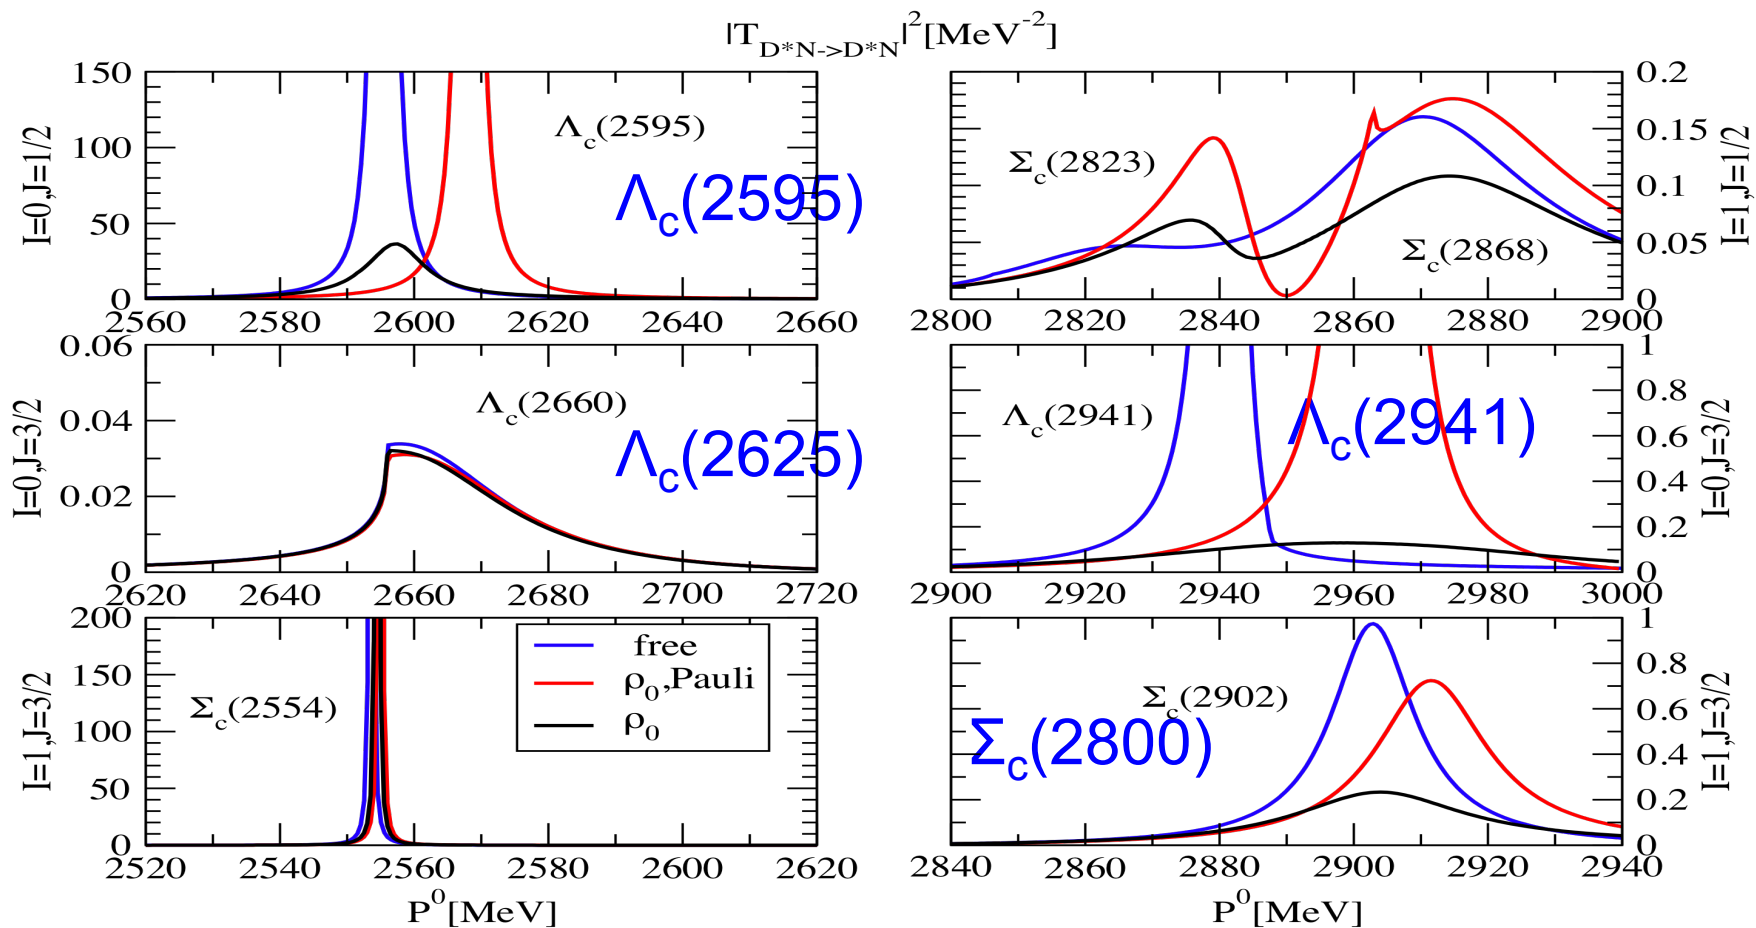 |T_{D*N->D*N}|²[MeV⁻²]
I=0,J=1/2
150
100
50
0
2560 2580 2600 2620 2640 2660
Λc(2595)
Λc(2595)
0.2
0.15
0.1
0.05
0
I=1,J=1/2
2800 2820 2840 2860 2880 2900
Σc(2823)
Σc(2868)
I=0,J=3/2
0.06
0.04
0.02
0
2620 2640 2660 2680 2700 2720
Λc(2660)
Λc(2625)
1
0.8
0.6
0.4
0.2
0
I=0,J=3/2
2900 2920 2940 2960 2980 3000
Λc(2941)
Λc(2941)
I=1,J=3/2
200
150
100
50
0
2520 2540 2560 2580 2600 2620
P⁰[MeV]
Σc(2554)
free
ρ₀,Pauli
ρ₀
1
0.8
0.6
0.4
0.2
0
I=1,J=3/2
2840 2860 2880 2900 2920 2940
P⁰[MeV]
Σc(2902)
Σc(2800)